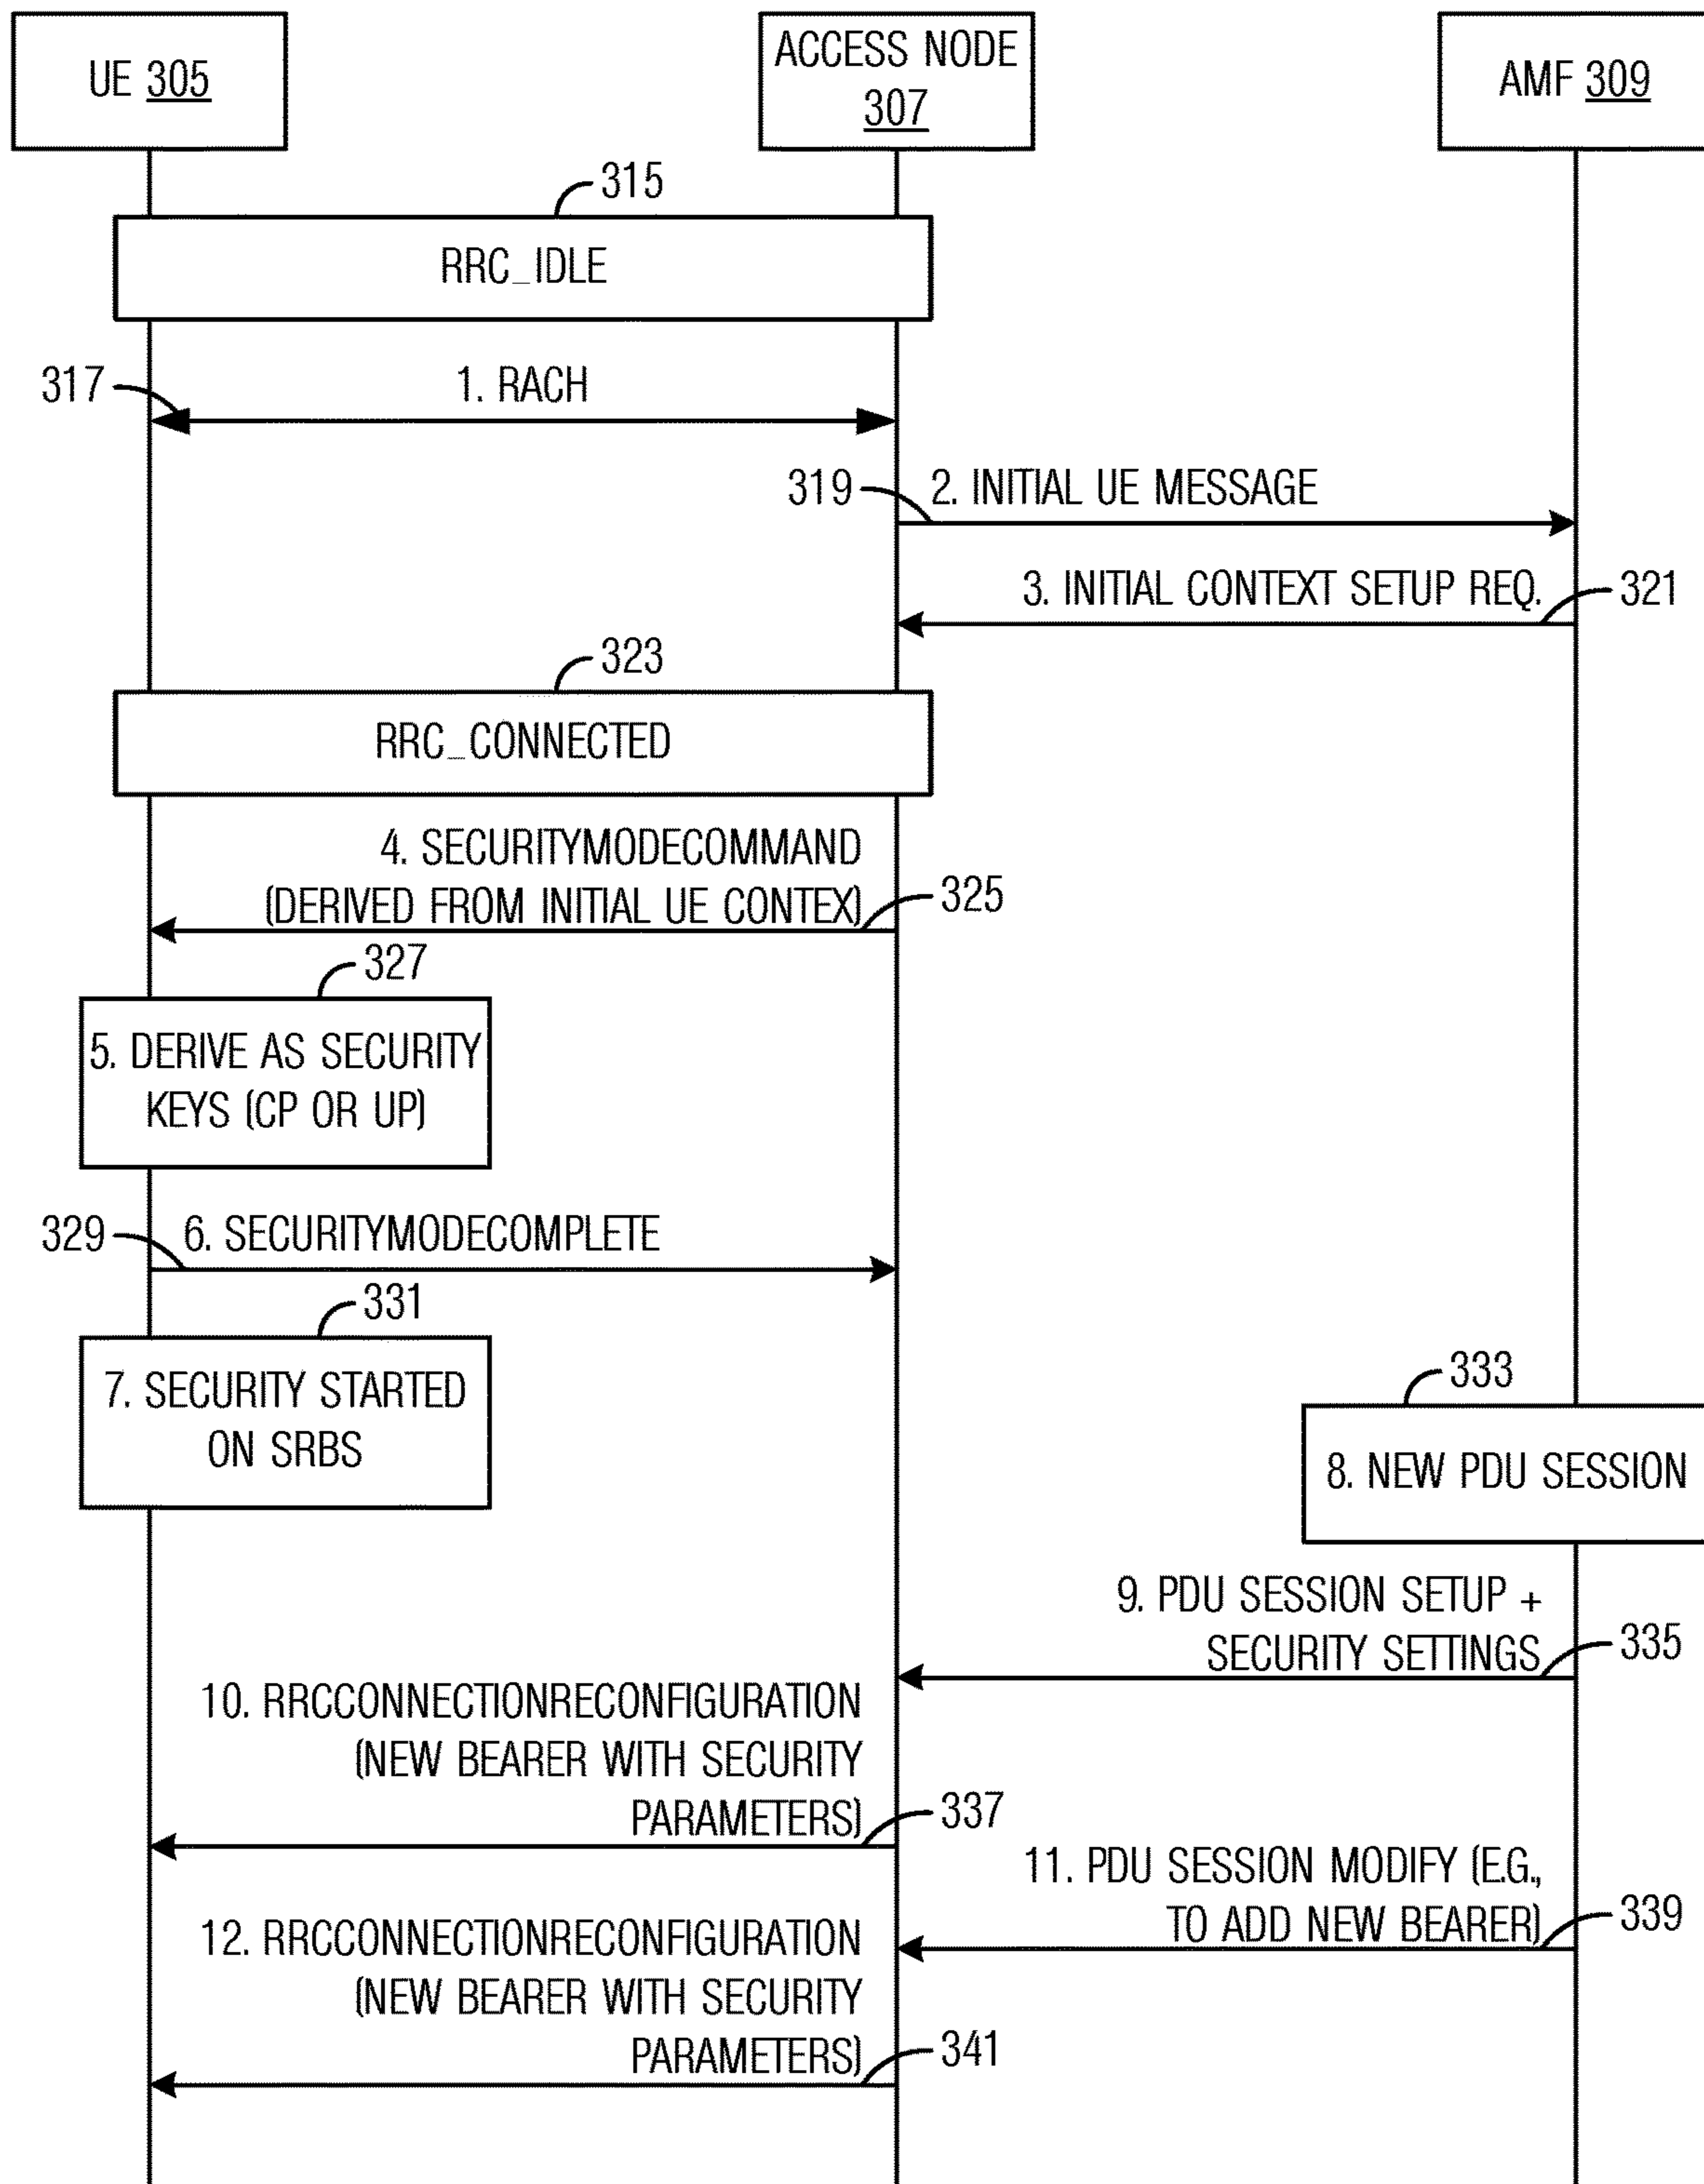 UE 305
ACCESS NODE
307
AMF 309
315
RRC_IDLE
317
1. RACH
319
2. INITIAL UE MESSAGE
3. INITIAL CONTEXT SETUP REQ.
321
323
RRC_CONNECTED
4. SECURITYMODECOMMAND
(DERIVED FROM INITIAL UE CONTEX)
325
327
5. DERIVE AS SECURITY
KEYS (CP OR UP)
329
6. SECURITYMODECOMPLETE
331
7. SECURITY STARTED
ON SRBS
333
8. NEW PDU SESSION
9. PDU SESSION SETUP +
SECURITY SETTINGS
335
10. RRCCONNECTIONRECONFIGURATION
(NEW BEARER WITH SECURITY
PARAMETERS)
337
11. PDU SESSION MODIFY (E.G.,
TO ADD NEW BEARER)
339
12. RRCCONNECTIONRECONFIGURATION
(NEW BEARER WITH SECURITY
PARAMETERS)
341